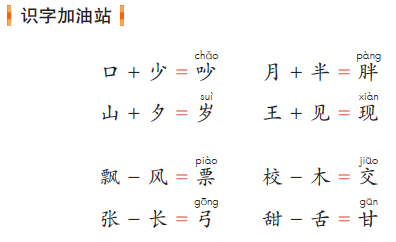 识字加油站
chǎo pàng
口 + 少 = 吵 月 + 半 = 胖
suì xiàn
山 + 夕 = 岁 王 + 见 = 现
piào jiāo
飘 - 风 = 票 校 - 木 = 交
gōng gān
张 - 长 = 弓 甜 - 舌 = 甘